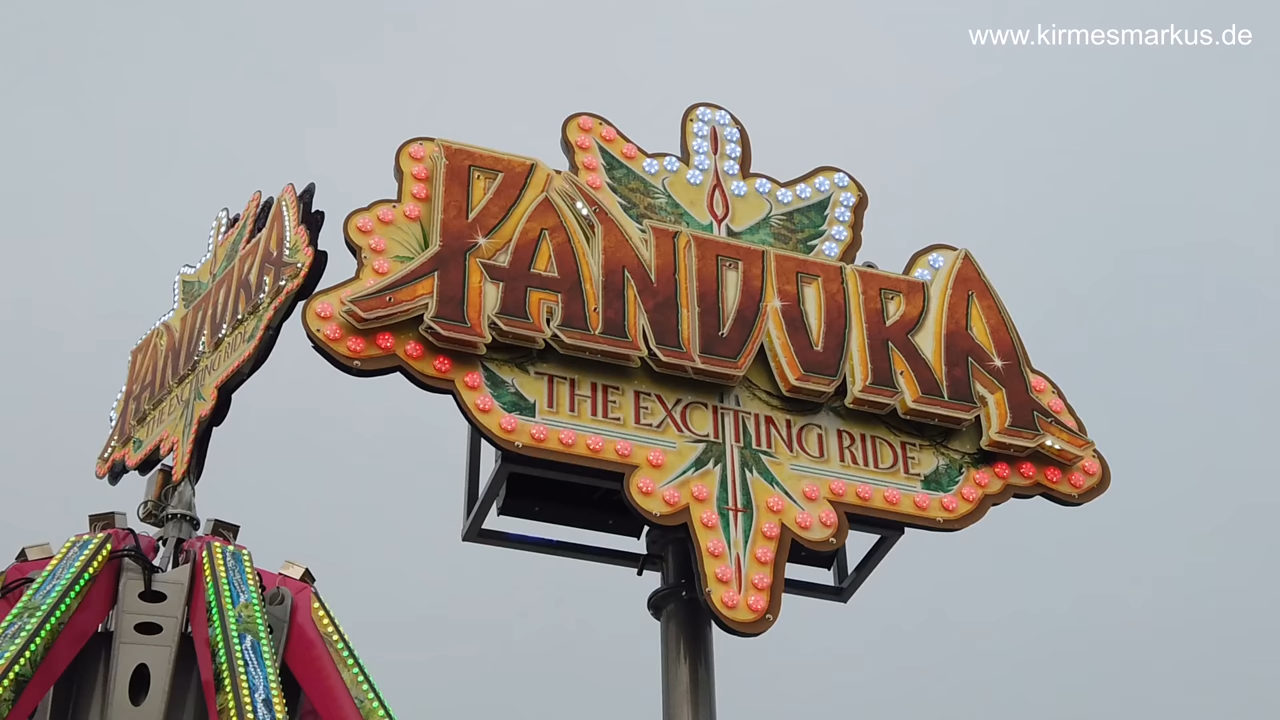 www.kirmesmarkus.de
PANDORA
THE EXCITING RIDE
PANDORA
THE EXCITING RIDE